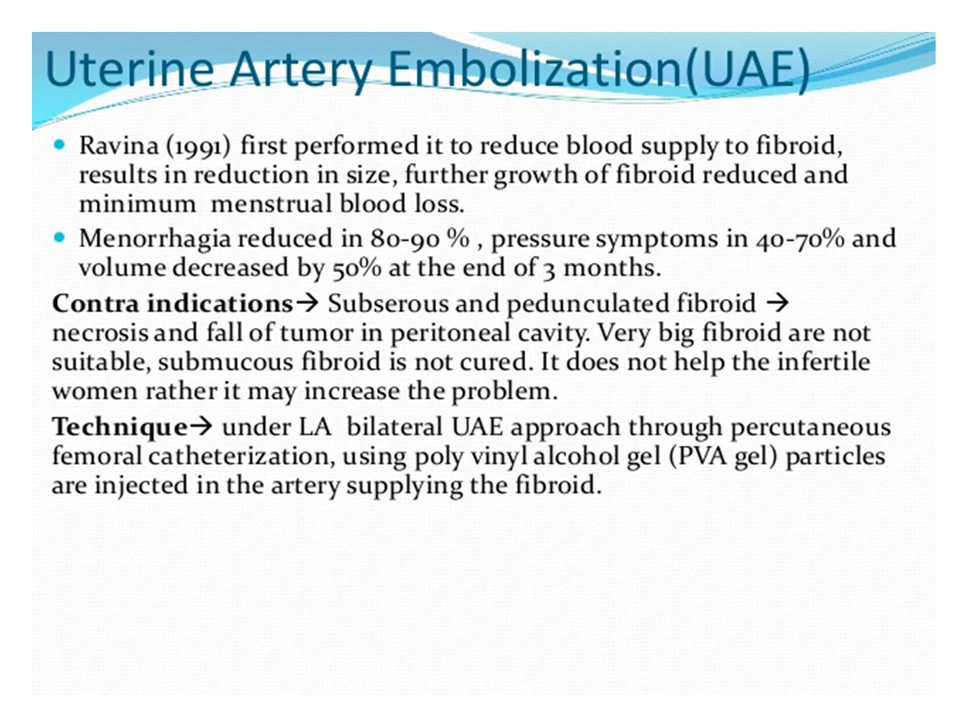 Uterine Artery Embolization(UAE)
• Ravina (1991) first performed it to reduce blood supply to fibroid,
results in reduction in size, further growth of fibroid reduced and
minimum menstrual blood loss.
• Menorrhagia reduced in 80-90 % , pressure symptoms in 40-70% and
volume decreased by 50% at the end of 3 months.
Contra indications→ Subserous and pedunculated fibroid →
necrosis and fall of tumor in peritoneal cavity. Very big fibroid are not
suitable, submucous fibroid is not cured. It does not help the infertile
women rather it may increase the problem.
Technique→ under LA bilateral UAE approach through percutaneous
femoral catheterization, using poly vinyl alcohol gel (PVA gel) particles
are injected in the artery supplying the fibroid.